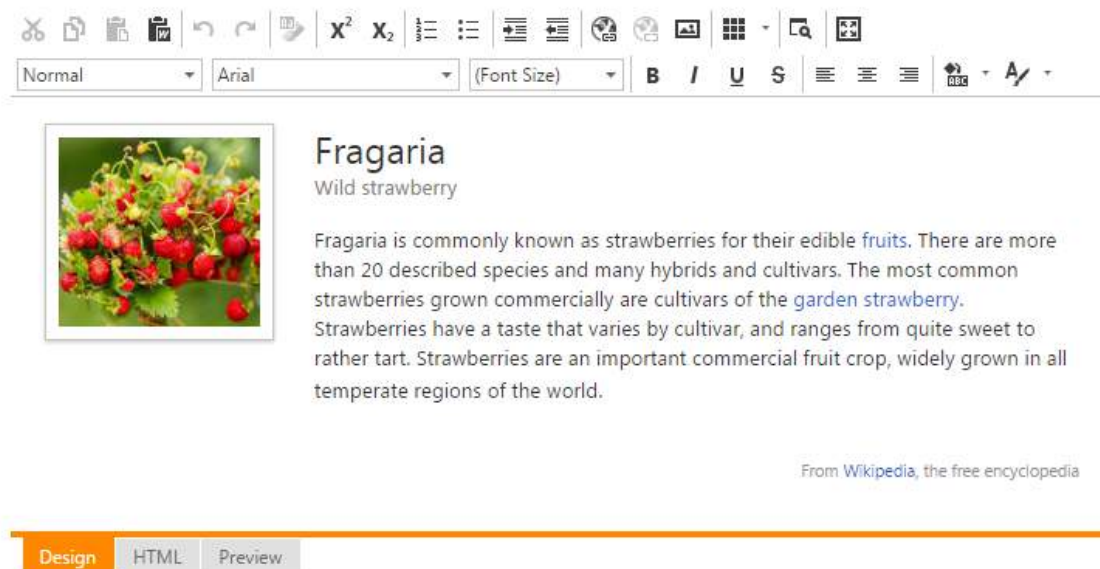 X² X₂
Normal Arial (Font Size) B I U S ABC A
Fragaria
Wild strawberry
Fragaria is commonly known as strawberries for their edible fruits. There are more
than 20 described species and many hybrids and cultivars. The most common
strawberries grown commercially are cultivars of the garden strawberry.
Strawberries have a taste that varies by cultivar, and ranges from quite sweet to
rather tart. Strawberries are an important commercial fruit crop, widely grown in all
temperate regions of the world.
From Wikipedia, the free encyclopedia
Design HTML Preview